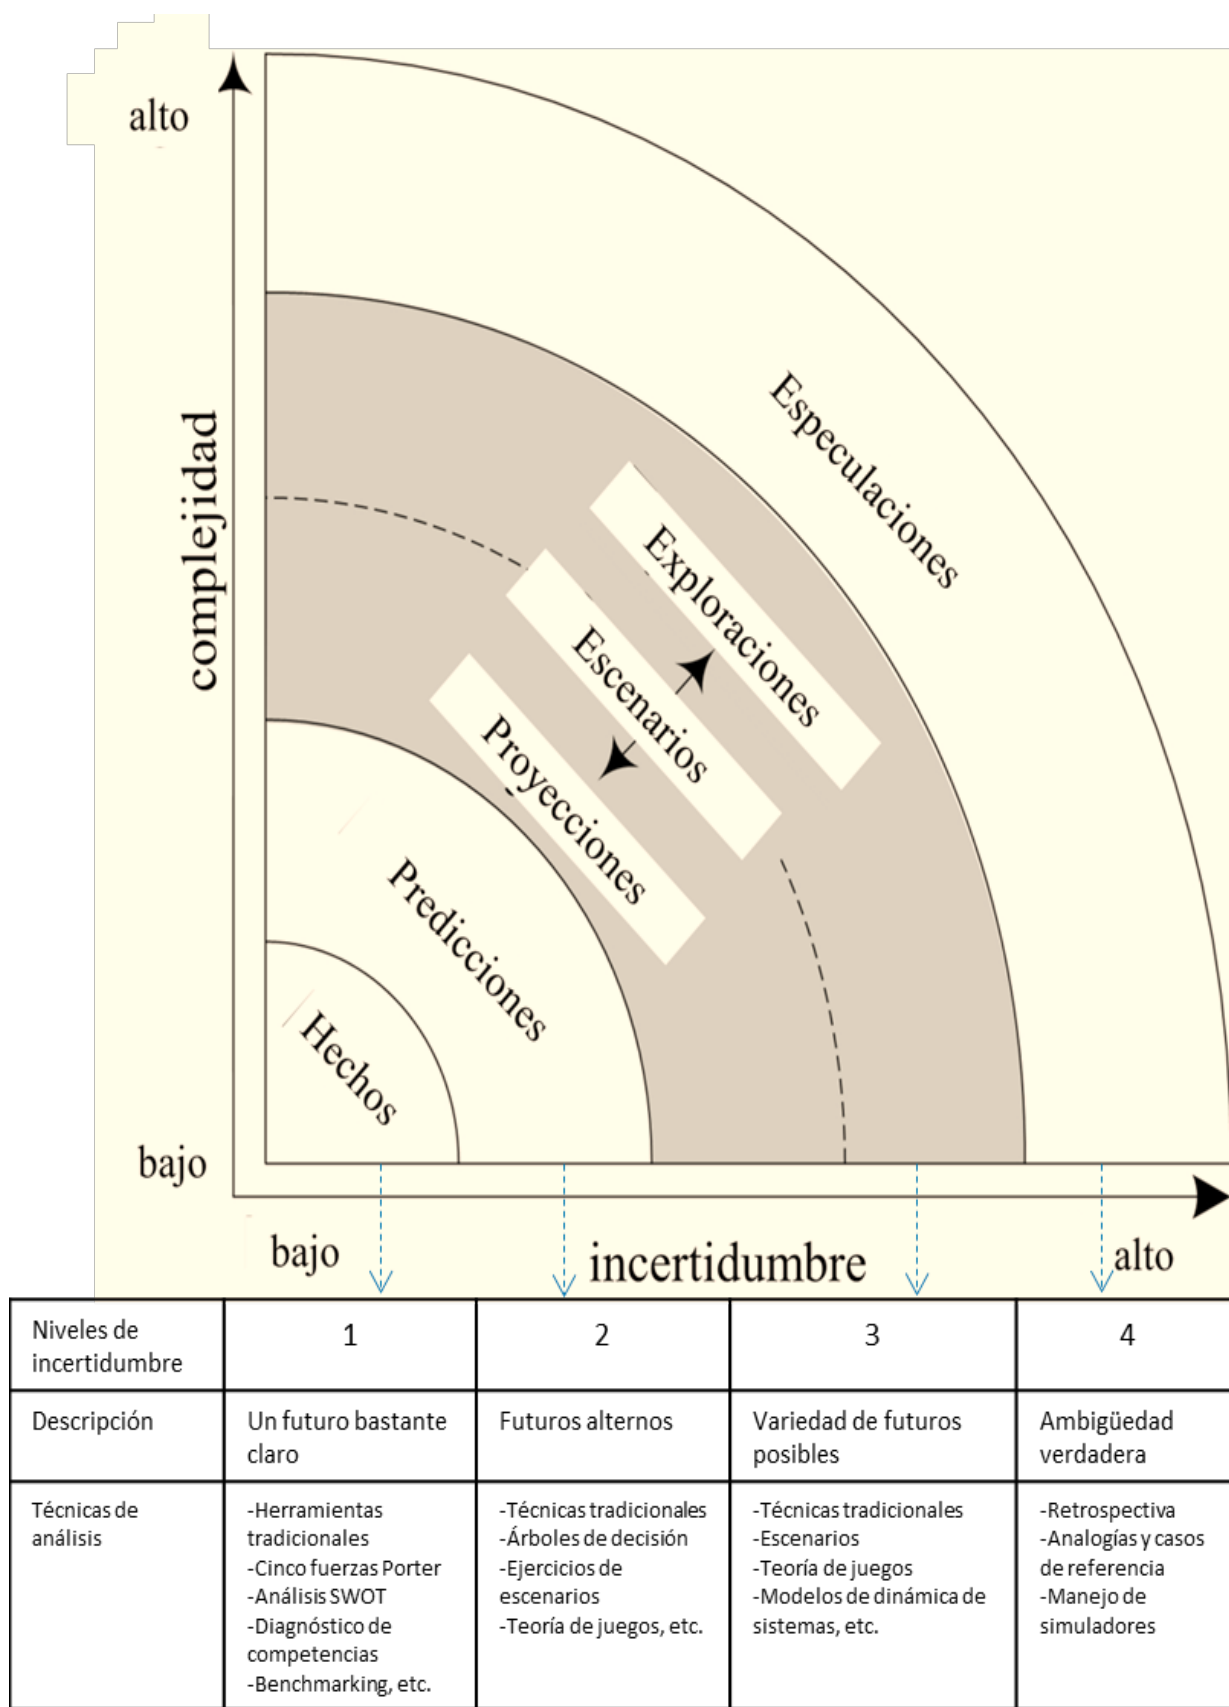 alto
complejidad
Especulaciones
Exploraciones
Escenarios
Proyecciones
Predicciones
Hechos
bajo
bajo
incertidumbre
alto
Niveles de
incertidumbre
1
2
3
4
Descripción
Un futuro bastante
claro
Futuros alternos
Variedad de futuros
posibles
Ambigüedad
verdadera
Técnicas de
análisis
-Herramientas
tradicionales
-Cinco fuerzas Porter
-Análisis SWOT
-Diagnóstico de
competencias
-Benchmarking, etc.
-Técnicas tradicionales
-Árboles de decisión
-Ejercicios de
escenarios
-Teoría de juegos, etc.
-Técnicas tradicionales
-Escenarios
-Teoría de juegos
-Modelos de dinámica de
sistemas, etc.
-Retrospectiva
-Analogías y casos
de referencia
-Manejo de
simuladores